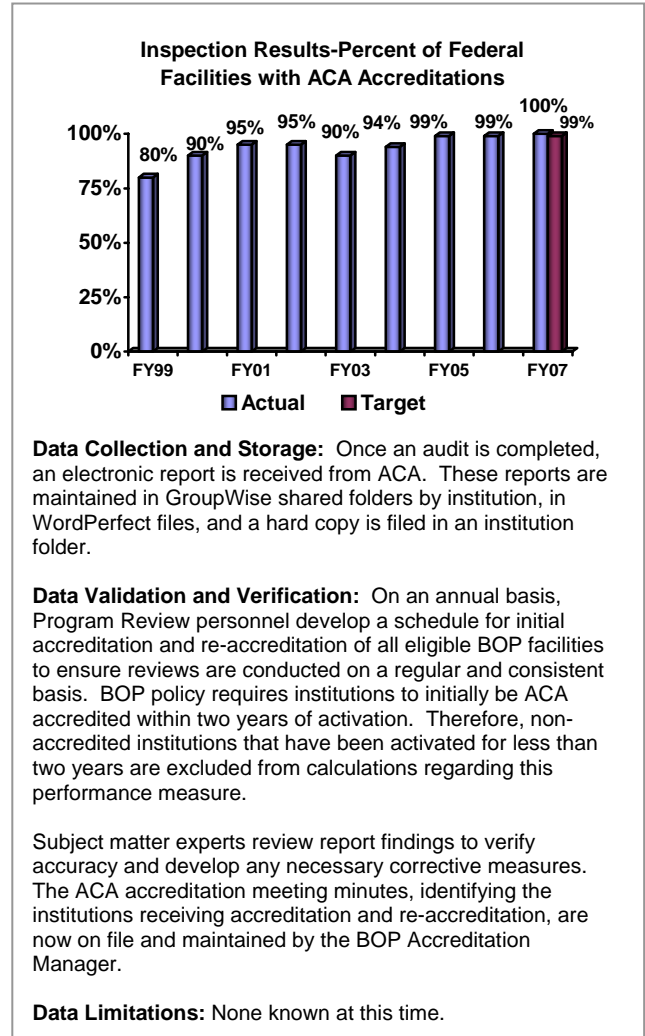 Inspection Results-Percent of Federal
Facilities with ACA Accreditations
100%
80% 90% 95% 95% 90% 94% 99% 99% 99%
100%
75%
50%
25%
0%
FY99 FY01 FY03 FY05 FY07
Actual Target
Data Collection and Storage: Once an audit is completed,
an electronic report is received from ACA. These reports are
maintained in GroupWise shared folders by institution, in
WordPerfect files, and a hard copy is filed in an institution
folder.
Data Validation and Verification: On an annual basis,
Program Review personnel develop a schedule for initial
accreditation and re-accreditation of all eligible BOP facilities
to ensure reviews are conducted on a regular and consistent
basis. BOP policy requires institutions to initially be ACA
accredited within two years of activation. Therefore, non-
accredited institutions that have been activated for less than
two years are excluded from calculations regarding this
performance measure.
Subject matter experts review report findings to verify
accuracy and develop any necessary corrective measures.
The ACA accreditation meeting minutes, identifying the
institutions receiving accreditation and re-accreditation, are
now on file and maintained by the BOP Accreditation
Manager.
Data Limitations: None known at this time.